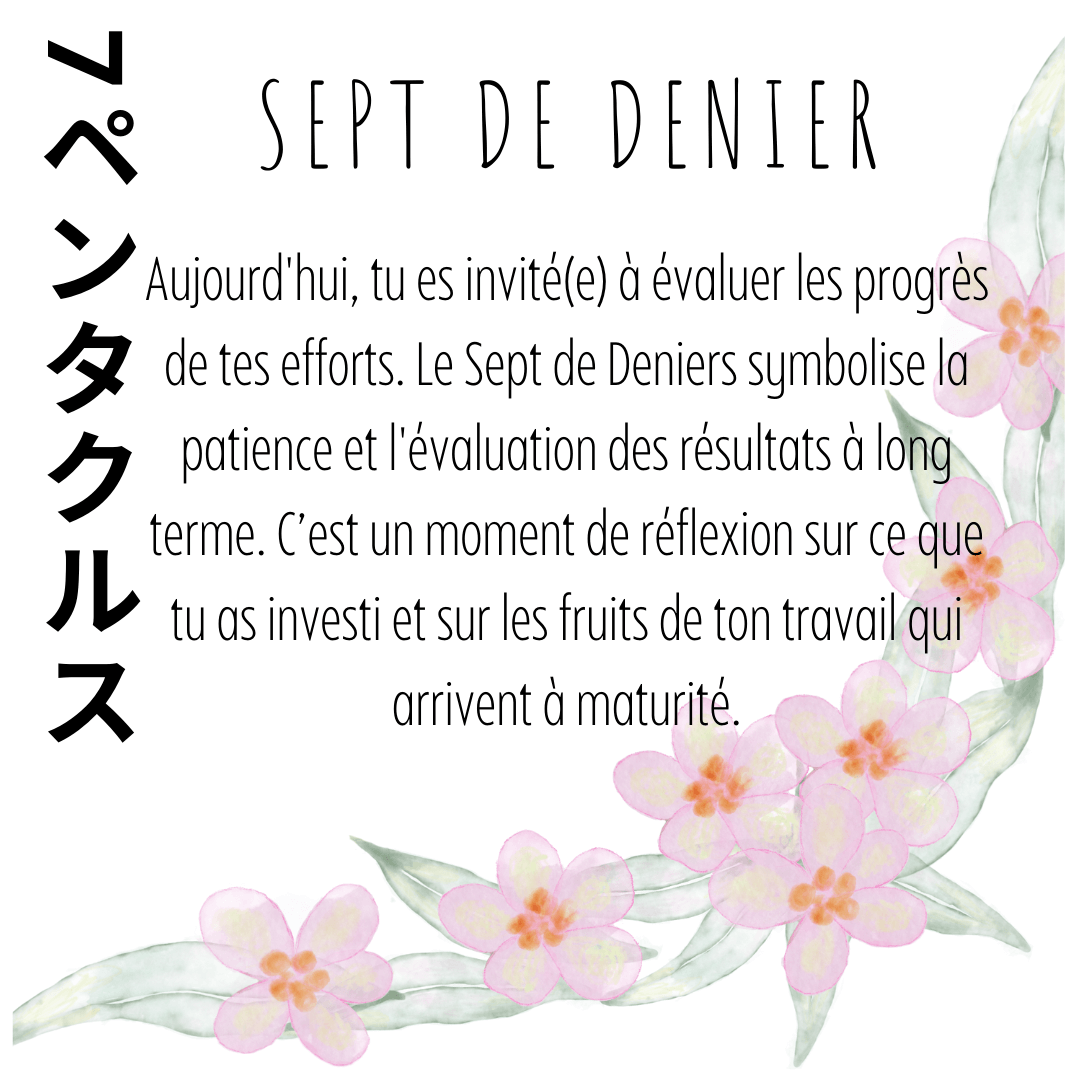 7ペンタクルス
SEPT DE DENIER
Aujourd'hui, tu es invité(e) à évaluer les progrès
de tes efforts. Le Sept de Deniers symbolise la
patience et l'évaluation des résultats à long
terme. C’est un moment de réflexion sur ce que
tu as investi et sur les fruits de ton travail qui
arrivent à maturité.